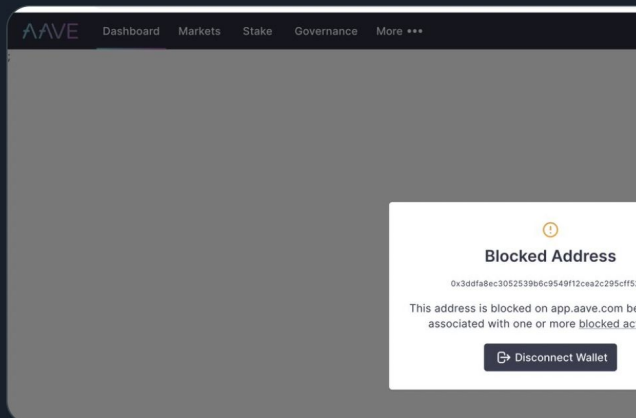 AAVE Dashboard Markets Stake Governance More •••
Blocked Address
0x3ddfa8ec3052539b6c9549f12cea2c295cff5
This address is blocked on app.aave.com be
associated with one or more blocked ac
Disconnect Wallet